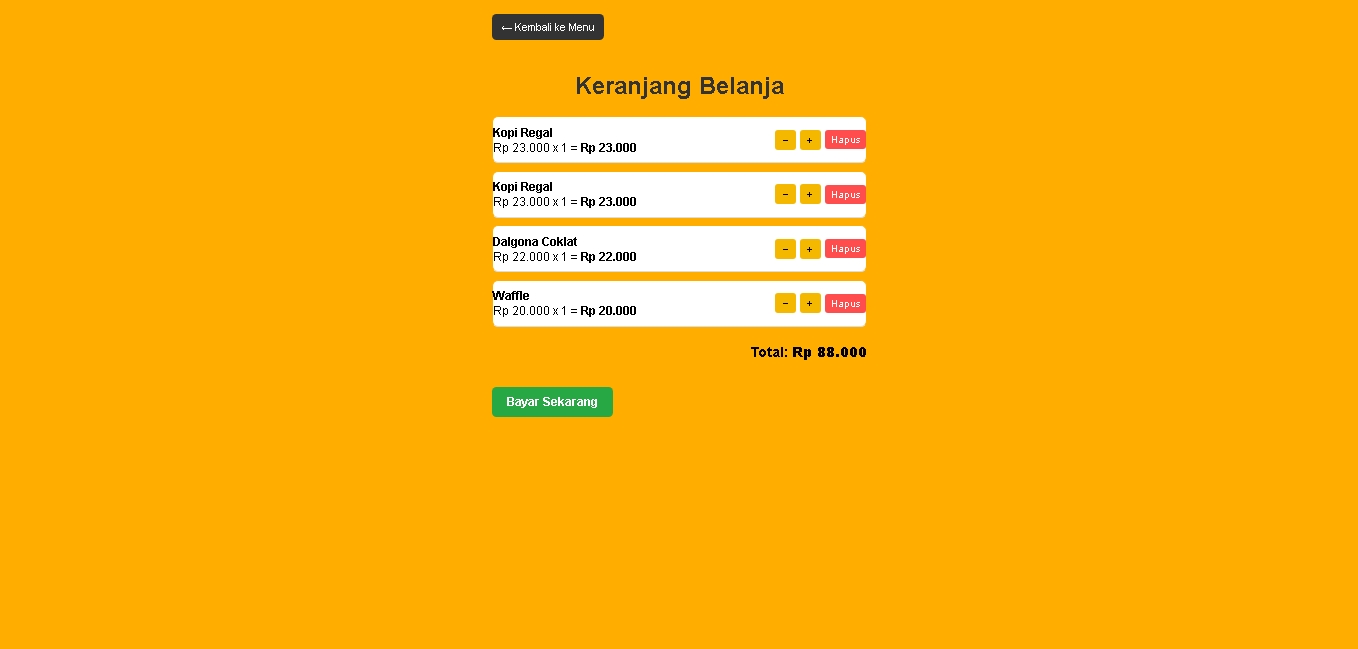 ← Kembali ke Menu
Keranjang Belanja
Kopi Regal
Rp 23.000 x 1 = Rp 23.000
− + Hapus
Kopi Regal
Rp 23.000 x 1 = Rp 23.000
− + Hapus
Dalgona Coklat
Rp 22.000 x 1 = Rp 22.000
− + Hapus
Waffle
Rp 20.000 x 1 = Rp 20.000
− + Hapus
Total: Rp 88.000
Bayar Sekarang